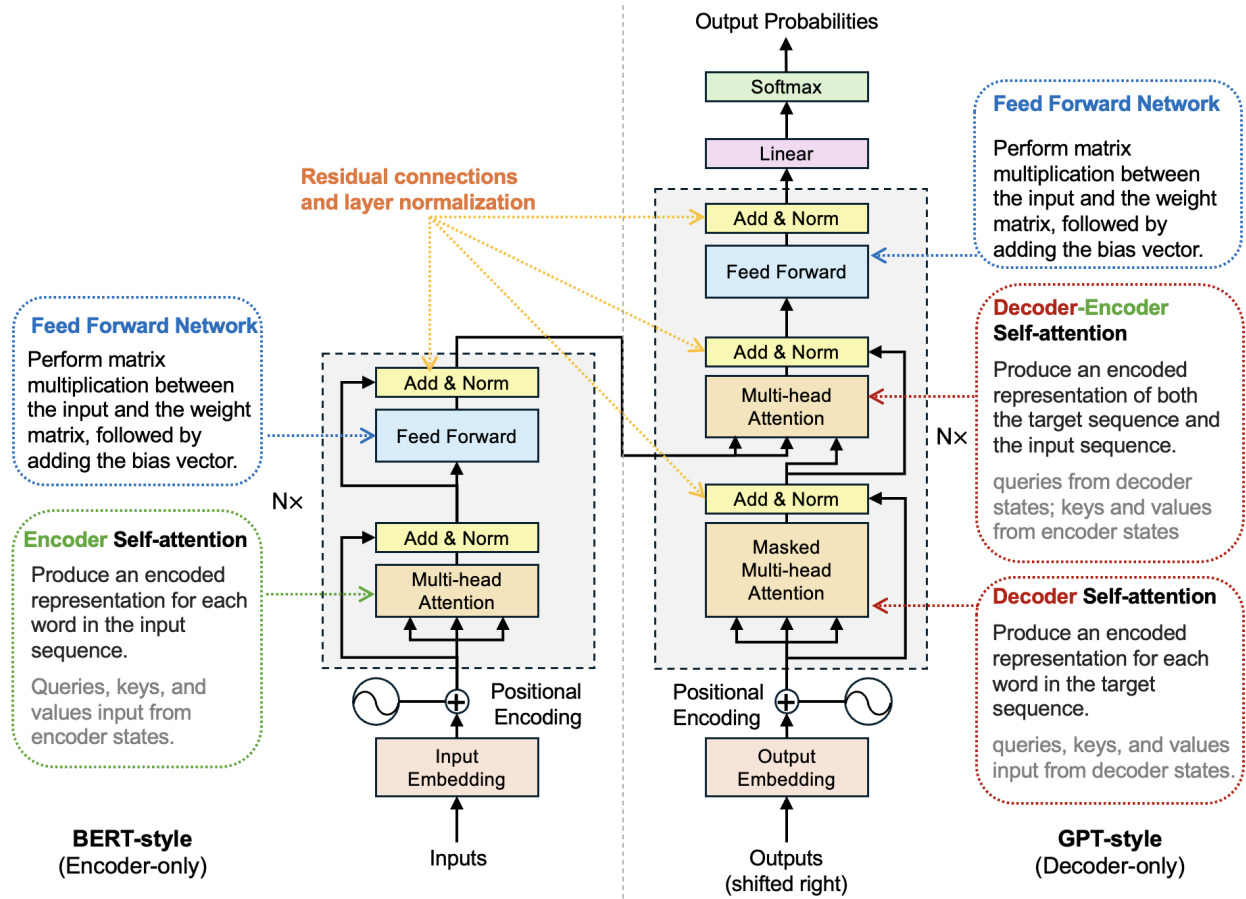 Output Probabilities
Softmax
Linear
Add & Norm
Feed Forward
Add & Norm
Multi-head
Attention
N×
Add & Norm
Masked
Multi-head
Attention
Positional
Encoding
Output
Embedding
Outputs
(shifted right)
Residual connections
and layer normalization
Add & Norm
Feed Forward
N×
Add & Norm
Multi-head
Attention
Positional
Encoding
Input
Embedding
Inputs
Feed Forward Network
Perform matrix
multiplication between
the input and the weight
matrix, followed by
adding the bias vector.
Encoder Self-attention
Produce an encoded
representation for each
word in the input
sequence.
Queries, keys, and
values input from
encoder states.
BERT-style
(Encoder-only)
Feed Forward Network
Perform matrix
multiplication between
the input and the weight
matrix, followed by
adding the bias vector.
Decoder-Encoder
Self-attention
Produce an encoded
representation of both
the target sequence and
the input sequence.
queries from decoder
states; keys and values
from encoder states
Decoder Self-attention
Produce an encoded
representation for each
word in the target
sequence.
queries, keys, and values
input from decoder states.
GPT-style
(Decoder-only)